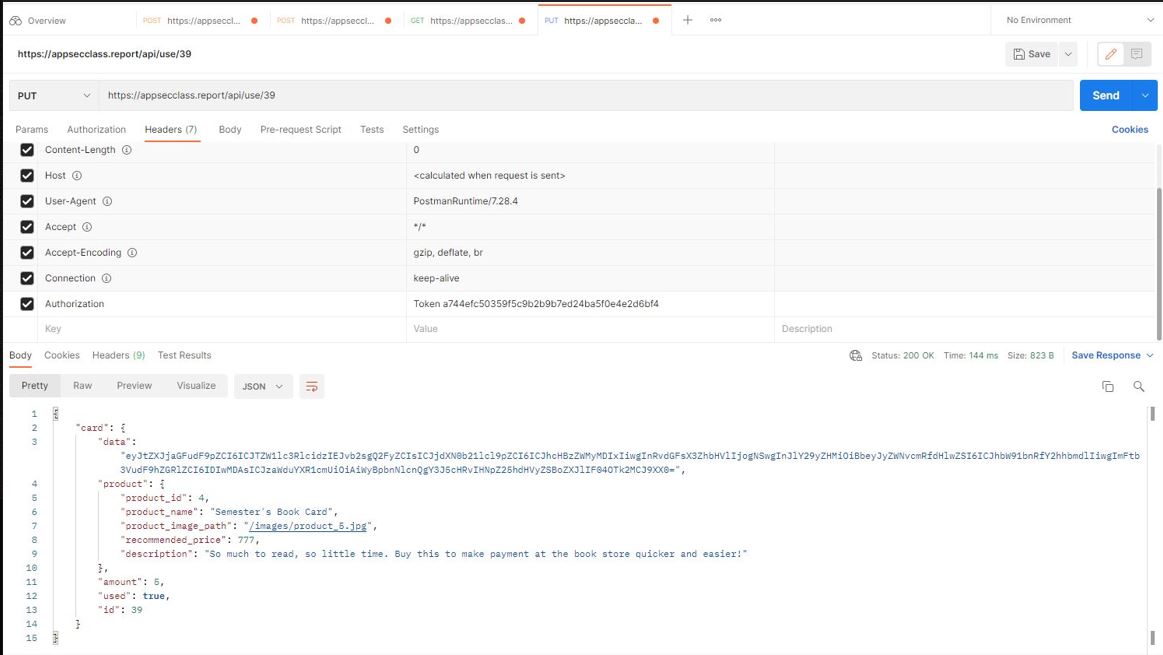 Overview POST https://appseccl... POST https://appseccl... GET https://appsecclas... PUT https://appseccla... No Environment
https://appsecclass.report/api/use/39 Save
PUT https://appsecclass.report/api/use/39 Send
Params Authorization Headers (7) Body Pre-request Script Tests Settings Cookies
Content-Length 0
Host <calculated when request is sent>
User-Agent PostmanRuntime/7.28.4
Accept */*
Accept-Encoding gzip, deflate, br
Connection keep-alive
Authorization Token a744efc50359f5c9b2b9b7ed24ba5f0e4e2d6bf4
Key Value Description
Body Cookies Headers (9) Test Results Status: 200 OK Time: 144 ms Size: 823 B Save Response
Pretty Raw Preview Visualize JSON
1 {
2 "card": {
3 "data":
4 "product": {
5 "product_id": 4,
6 "product_name": "Semester's Book Card",
7 "product_image_path": "/images/product_5.jpg",
8 "recommended_price": 777,
9 "description": "So much to read, so little time. Buy this to make payment at the book store quicker and easier!"
10 },
11 "amount": 5,
12 "used": true,
13 "id": 39
14 }
15 }